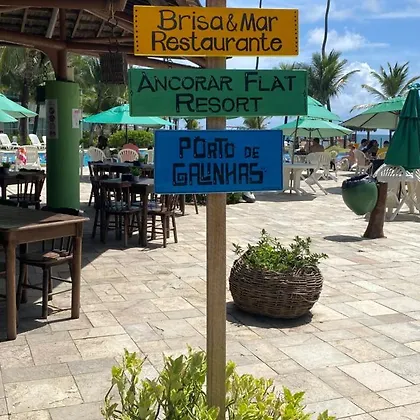 Brisa&Mar
Restaurante
Ancorar Flat
Resort
Porto de
Galinhas